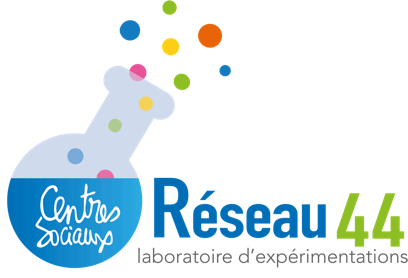 Centres
Sociaux
Réseau 44
laboratoire d'expérimentations